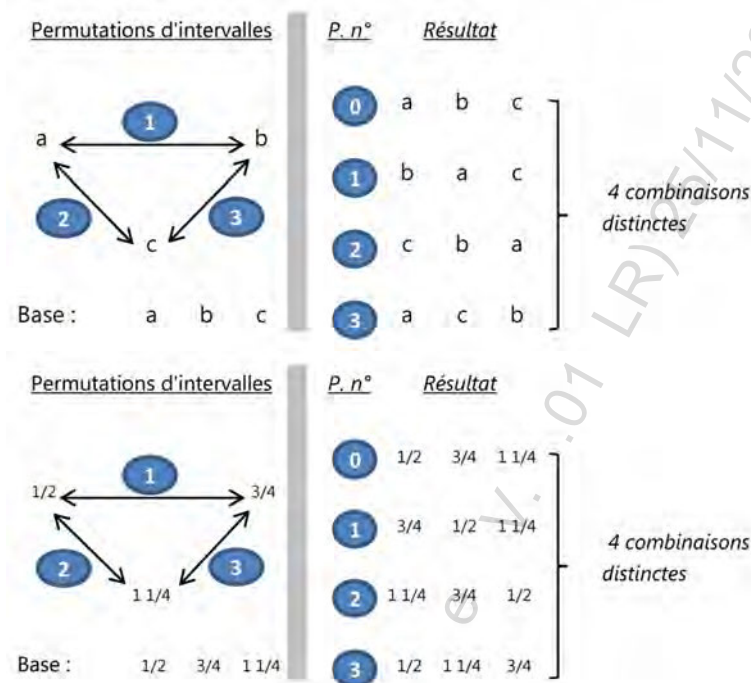 Permutations d'intervalles P. n° Résultat
0 a b c
1
a b
1 b a c
4 combinaisons
distinctes
2 3
c
2 c b a
Base : a b c
3 a c b
Permutations d'intervalles P. n° Résultat
0 1/2 3/4 1 1/4
1
1/2 3/4
1 3/4 1/2 1 1/4
4 combinaisons
distinctes
2 3
1 1/4
2 1 1/4 3/4 1/2
Base : 1/2 3/4 1 1/4
3 1/2 1 1/4 3/4